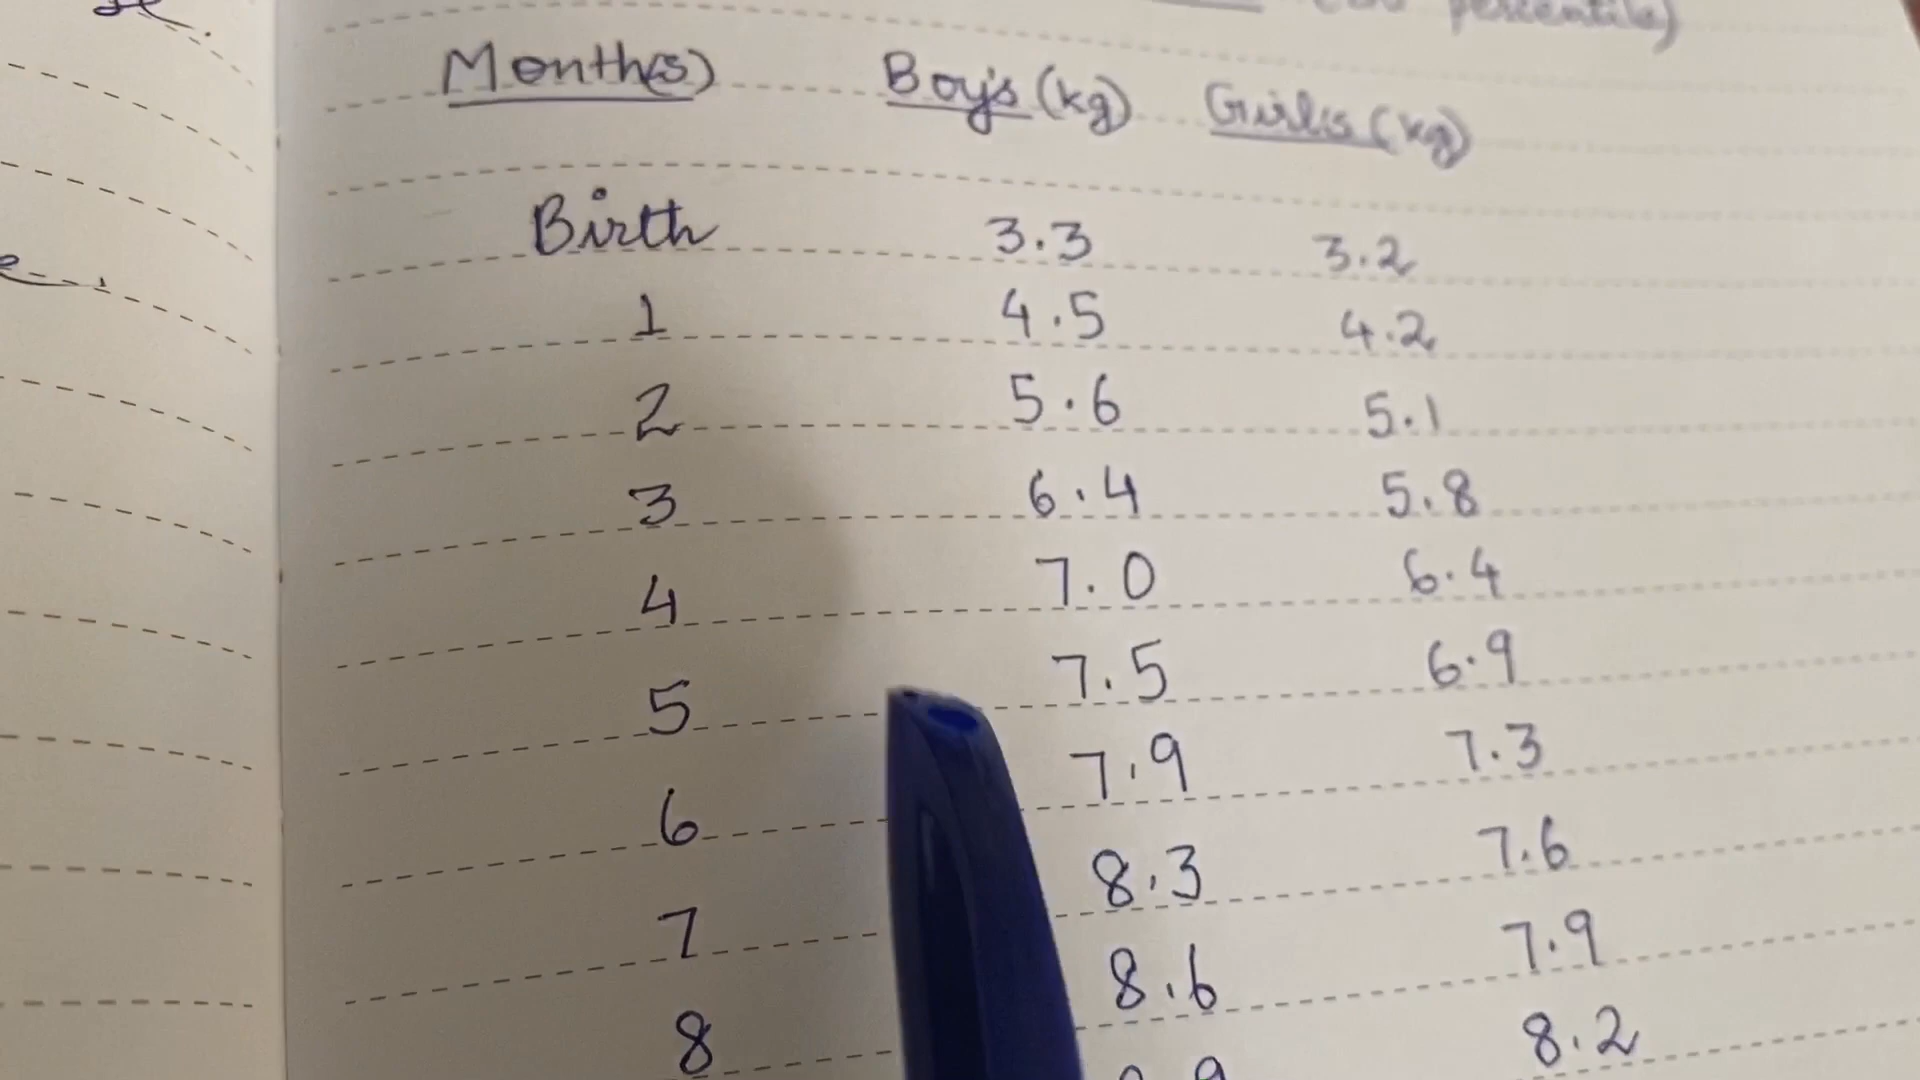 percentile)
Month(s) Boys (kg) Girls (kg)
Birth 3.3 3.2
1 4.5 4.2
2 5.6 5.1
3 6.4 5.8
4 7.0 6.4
5 7.5 6.9
6 7.9 7.3
7 8.3 7.6
8 8.6 7.9
8.2